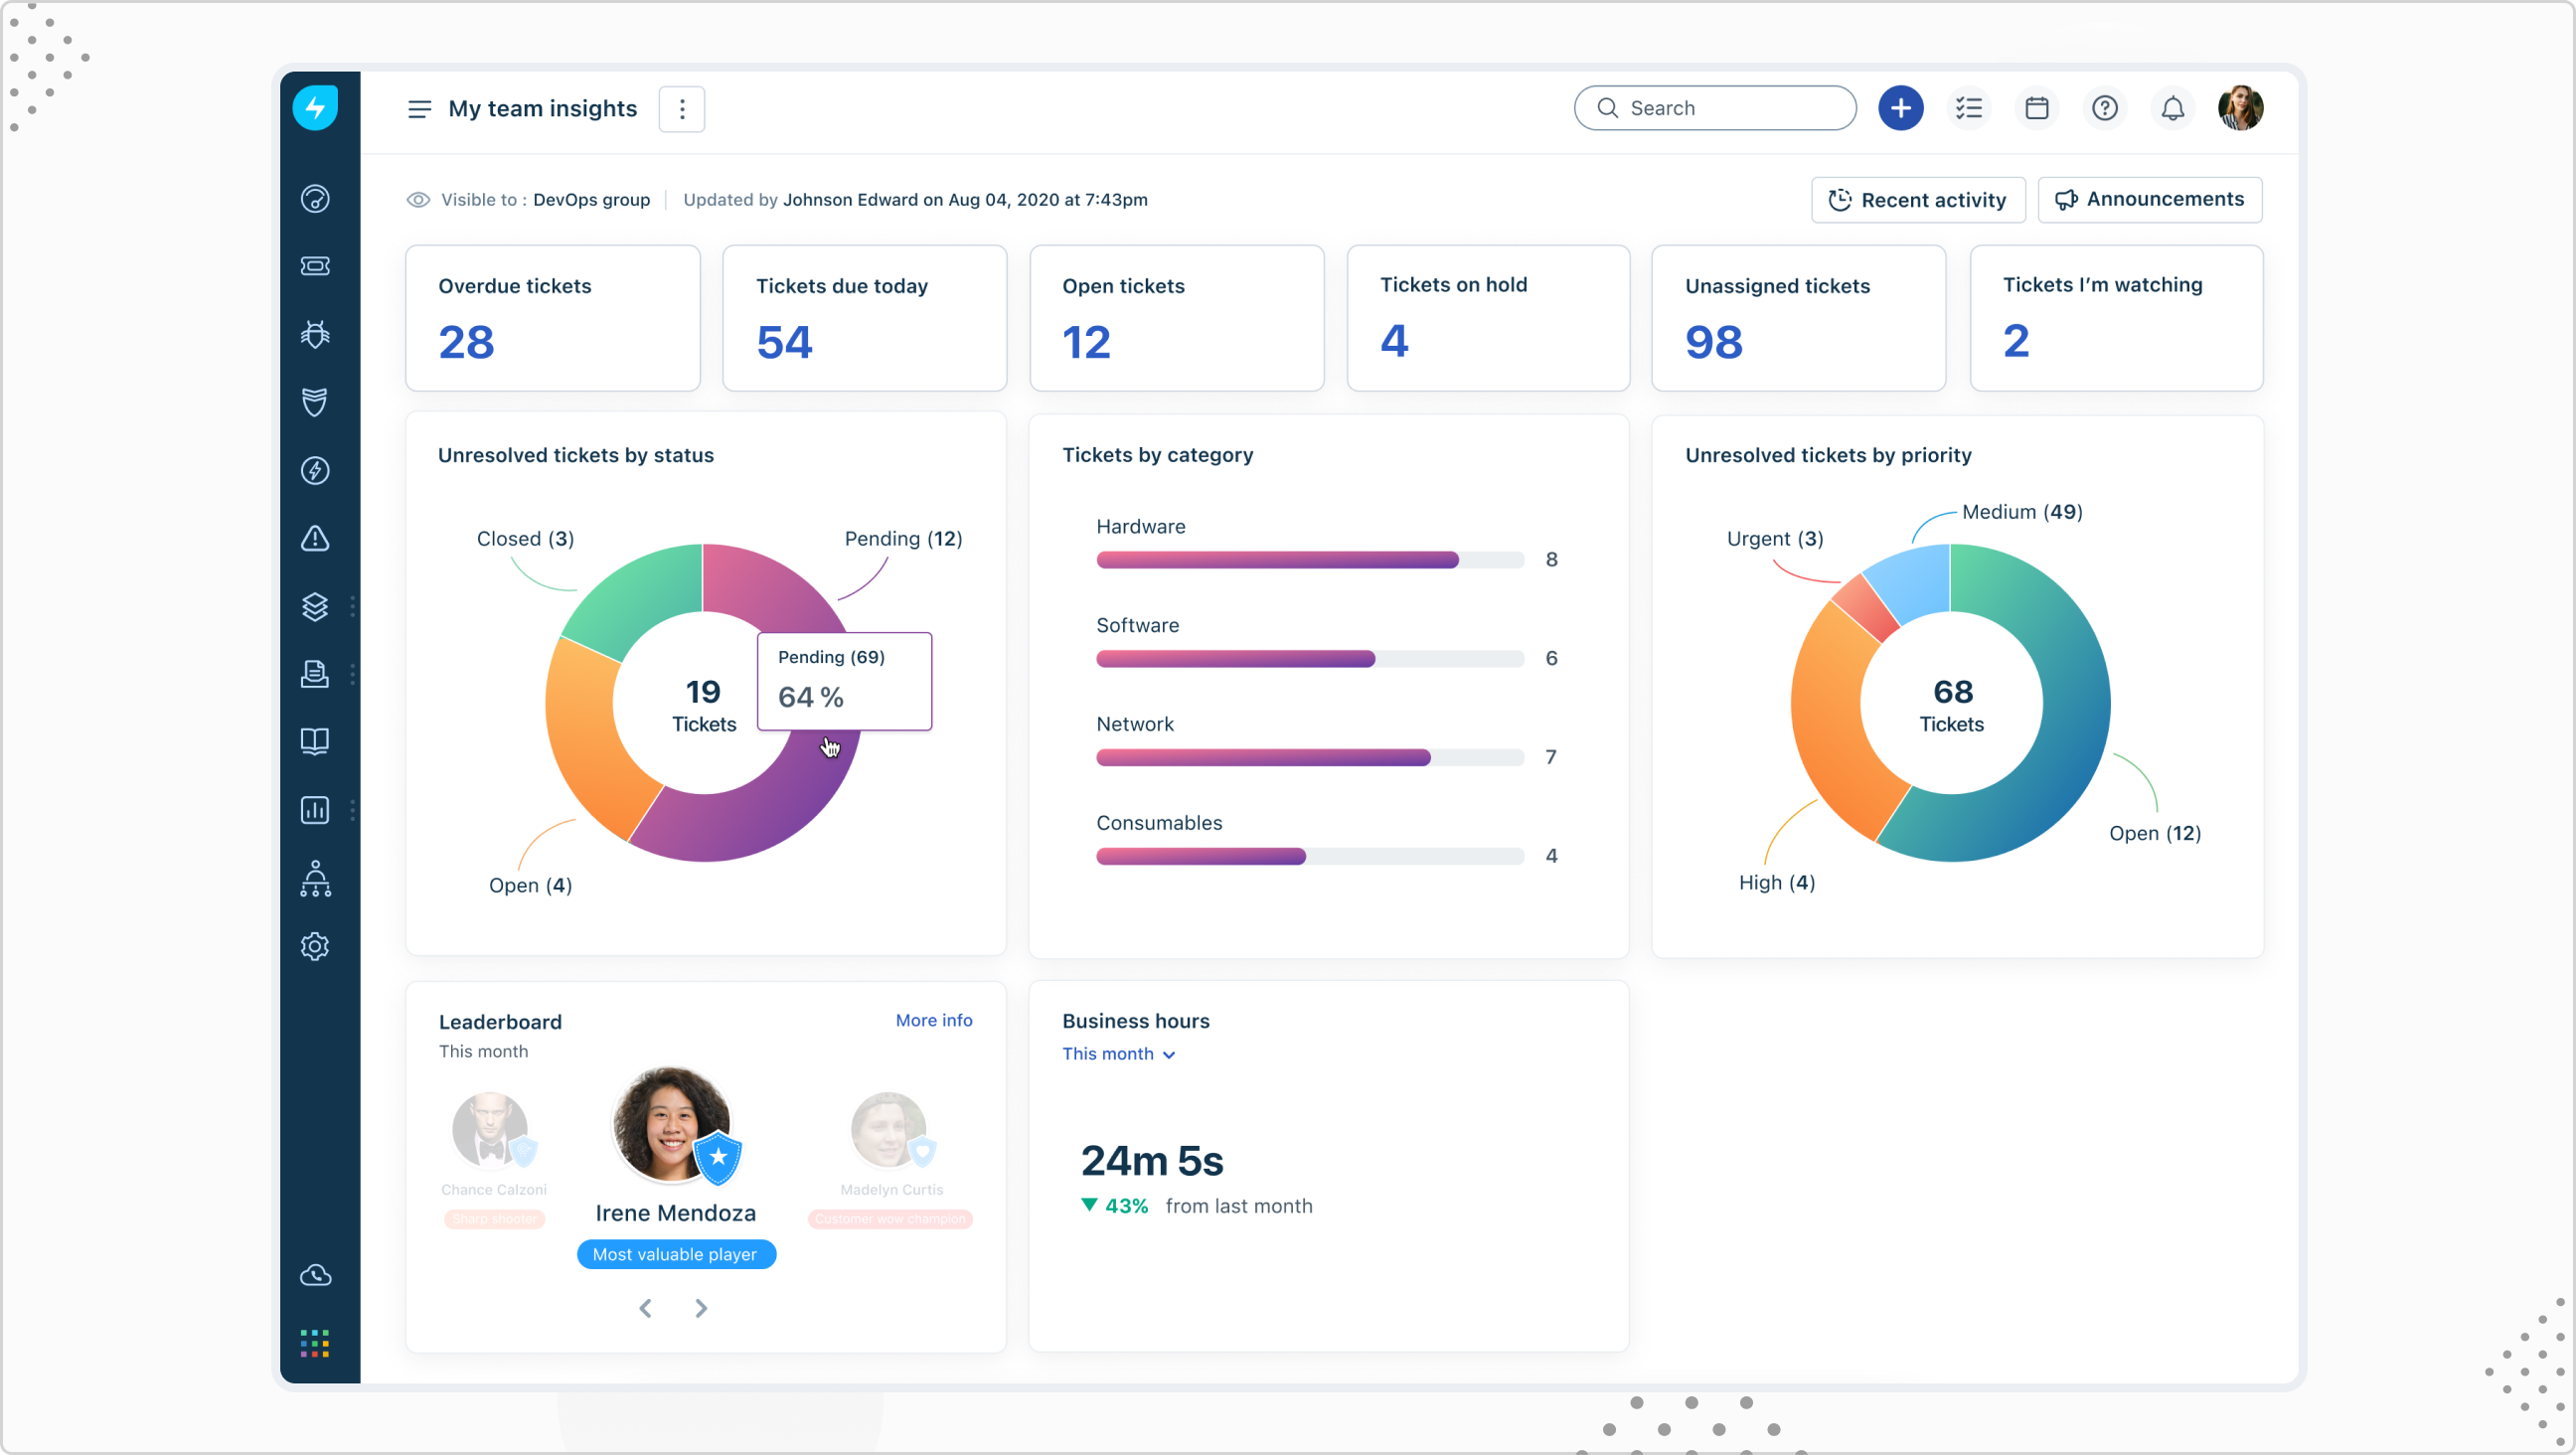 My team insights
Search
Visible to : DevOps group
Updated by Johnson Edward on Aug 04, 2020 at 7:43pm
Recent activity
Announcements
Overdue tickets
28
Tickets due today
54
Open tickets
12
Tickets on hold
4
Unassigned tickets
98
Tickets I’m watching
2
Unresolved tickets by status
Closed (3)
Pending (12)
Pending (69)
64 %
19
Tickets
Open (4)
Tickets by category
Hardware
8
Software
6
Network
7
Consumables
4
Unresolved tickets by priority
Medium (49)
Urgent (3)
68
Tickets
Open (12)
High (4)
Leaderboard
More info
This month
Chance Calzoni
Sharp shooter
Irene Mendoza
Most valuable player
Madelyn Curtis
Customer wow champion
Business hours
This month
24m 5s
43% from last month